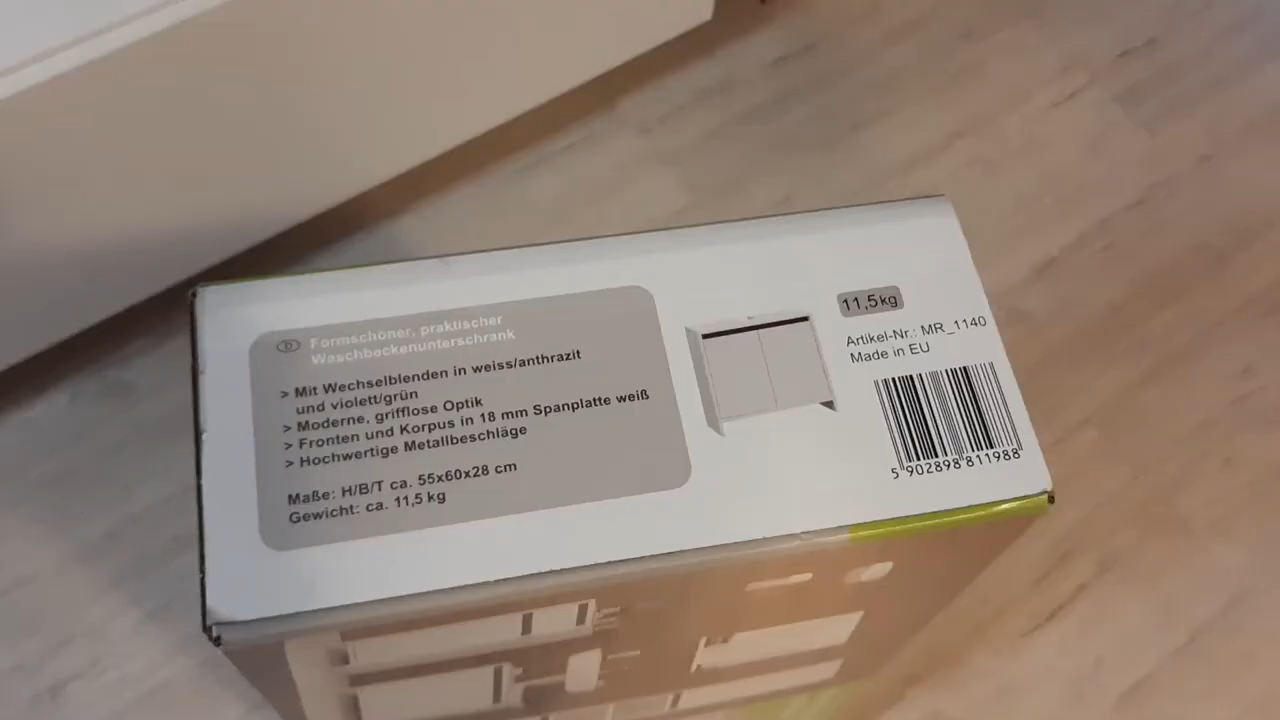 D
Formschöner, praktischer
Waschbeckenunterschrank
> Mit Wechselblenden in weiss/anthrazit
und violett/grün
> Moderne, grifflose Optik
> Fronten und Korpus in 18 mm Spanplatte weiß
> Hochwertige Metallbeschläge
Maße: H/B/T ca. 55x60x28 cm
Gewicht: ca. 11,5 kg
11,5kg
Artikel-Nr.: MR_1140
Made in EU
5 902898 811988